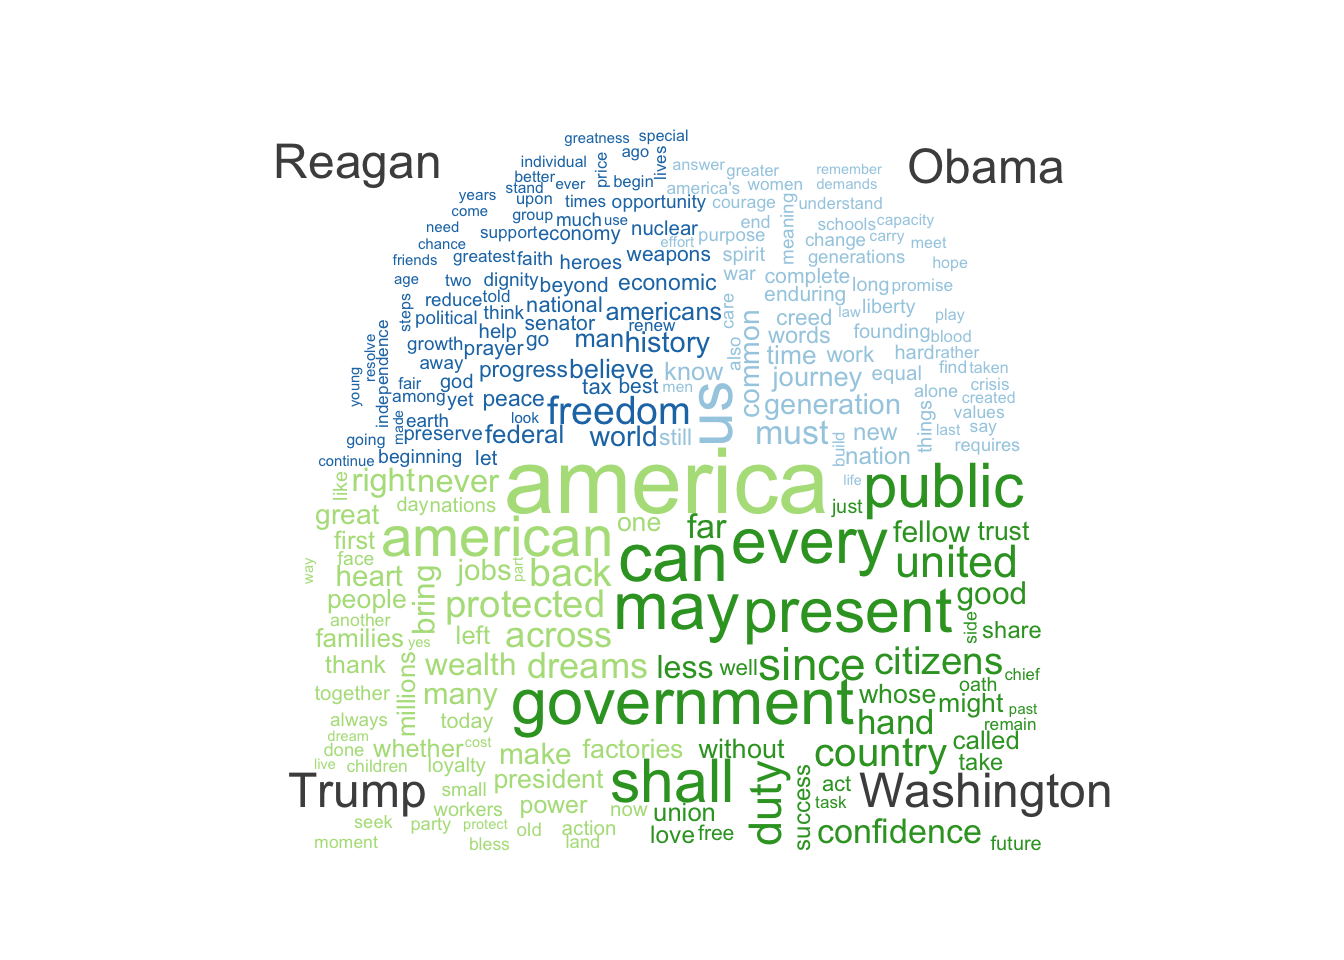 greatness special
Reagan individual better ever price ago begin lives answer greater remember Obama
years stand upon times opportunity america's women demands
come group much use courage understand
need support economy nuclear effort purpose end meaning schools capacity
chance change carry meet
friends greatest faith heroes weapons spirit generations hope
age two dignity beyond economic war complete long promise
steps reduce told national americans care enduring liberty
political think senator renew creed law play
help go man history also common words founding blood
resolve independence growth prayer time work hard rather
away progress believe know journey equal find taken
young fair god tax best men alone crisis
among yet peace us generation things created
made earth look freedom values
going preserve federal world still must new last say
continue beginning let build nation requires
like right never america life public
day nations just
great american one far every fellow trust
first can united
way face heart bring jobs part back
people protected may present good
another side
families yes left across share
thank wealth dreams less well since citizens chief
together millions many government whose oath
always today hand might past
dream remain
done whether cost make factories without country called
live children loyalty take
Trump small president shall duty success act Washington
workers power now union task
seek party protect old action love free confidence
moment bless land future